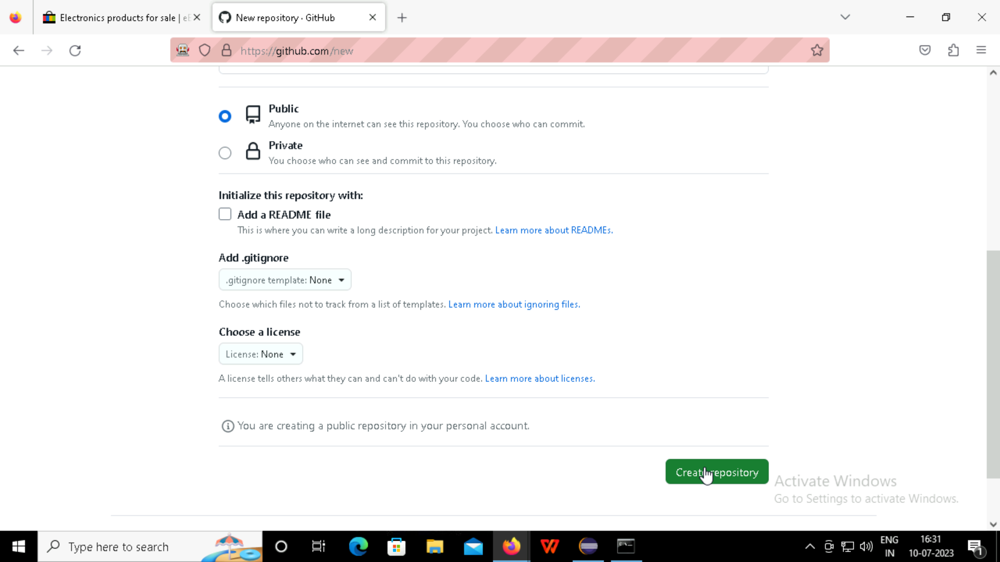 Electronics products for sale | eB
New repository · GitHub
https://github.com/new
Public
Anyone on the internet can see this repository. You choose who can commit.
Private
You choose who can see and commit to this repository.
Initialize this repository with:
Add a README file
This is where you can write a long description for your project. Learn more about READMEs.
Add .gitignore
.gitignore template: None
Choose which files not to track from a list of templates. Learn more about ignoring files.
Choose a license
License: None
A license tells others what they can and can't do with your code. Learn more about licenses.
You are creating a public repository in your personal account.
Create repository
Activate Windows
Go to Settings to activate Windows.
Type here to search
ENG
IN
16:31
10-07-2023
1